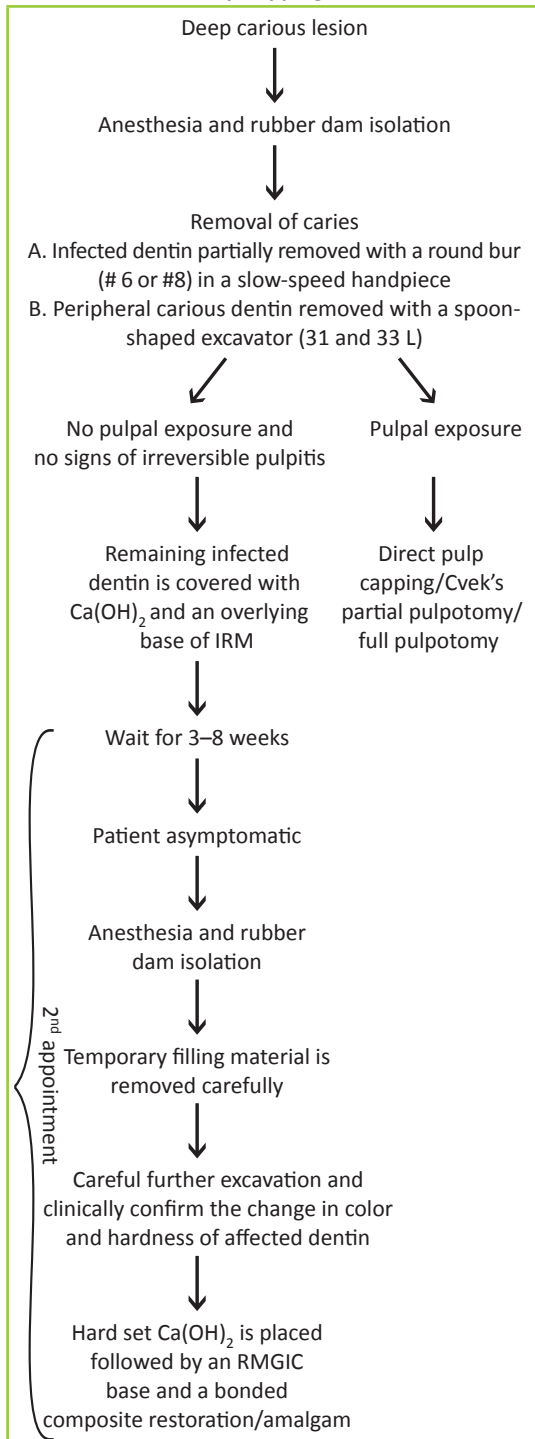 Deep carious lesion
Anesthesia and rubber dam isolation
Removal of caries
A. Infected dentin partially removed with a round bur
(# 6 or #8) in a slow-speed handpiece
B. Peripheral carious dentin removed with a spoon-
shaped excavator (31 and 33 L)
No pulpal exposure and
no signs of irreversible pulpitis
Pulpal exposure
Remaining infected
dentin is covered with
Ca(OH)₂ and an overlying
base of IRM
Direct pulp
capping/Cvek's
partial pulpotomy/
full pulpotomy
2ⁿᵈ appointment
Wait for 3–8 weeks
Patient asymptomatic
Anesthesia and rubber
dam isolation
Temporary filling material is
removed carefully
Careful further excavation and
clinically confirm the change in color
and hardness of affected dentin
Hard set Ca(OH)₂ is placed
followed by an RMGIC
base and a bonded
composite restoration/amalgam